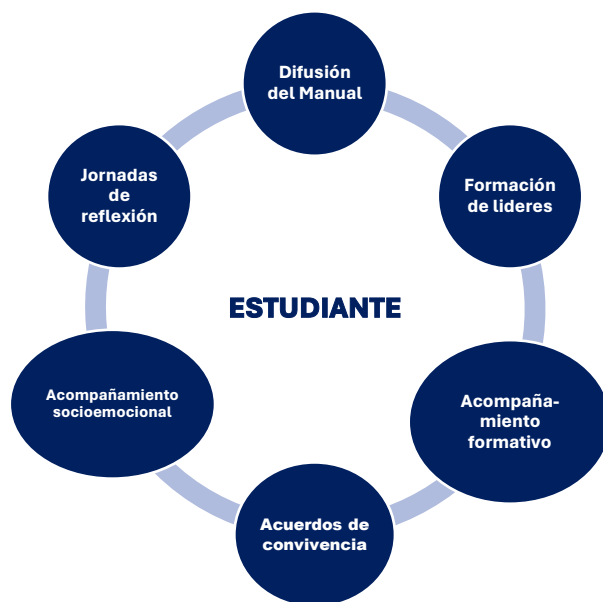 Difusión
del Manual
Formación
de lideres
Acompaña-
miento
formativo
Acuerdos de
convivencia
Acompañamiento
socioemocional
Jornadas
de
reflexión
ESTUDIANTE